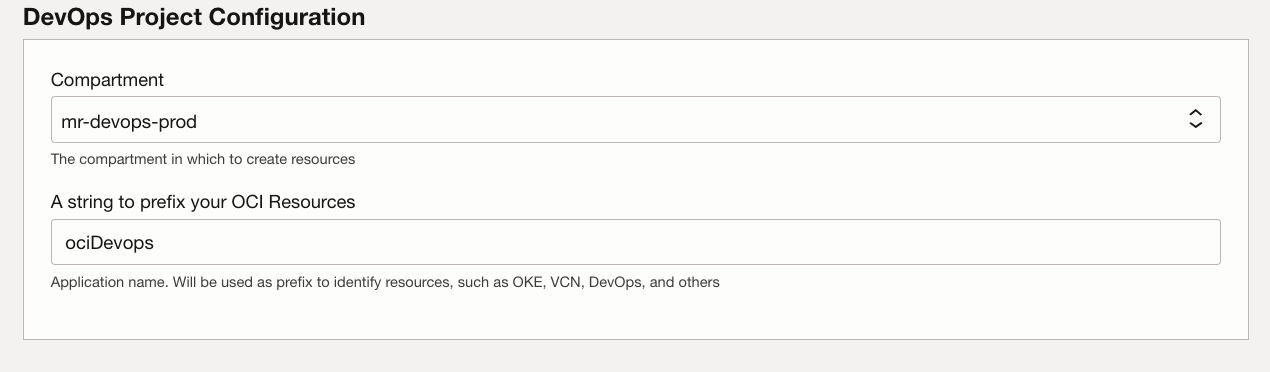 DevOps Project Configuration
Compartment
mr-devops-prod
The compartment in which to create resources
A string to prefix your OCI Resources
ociDevops
Application name. Will be used as prefix to identify resources, such as OKE, VCN, DevOps, and others